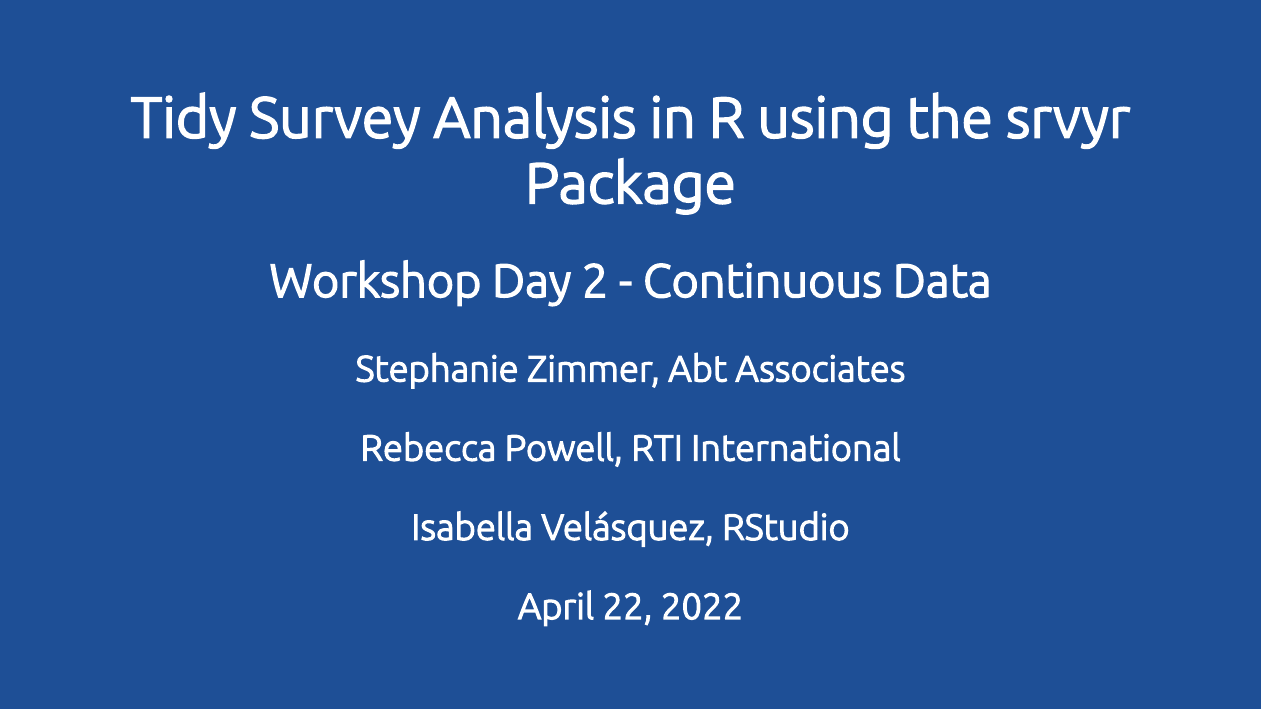 Tidy Survey Analysis in R using the srvyr
Package
Workshop Day 2 - Continuous Data
Stephanie Zimmer, Abt Associates
Rebecca Powell, RTI International
Isabella Velásquez, RStudio
April 22, 2022